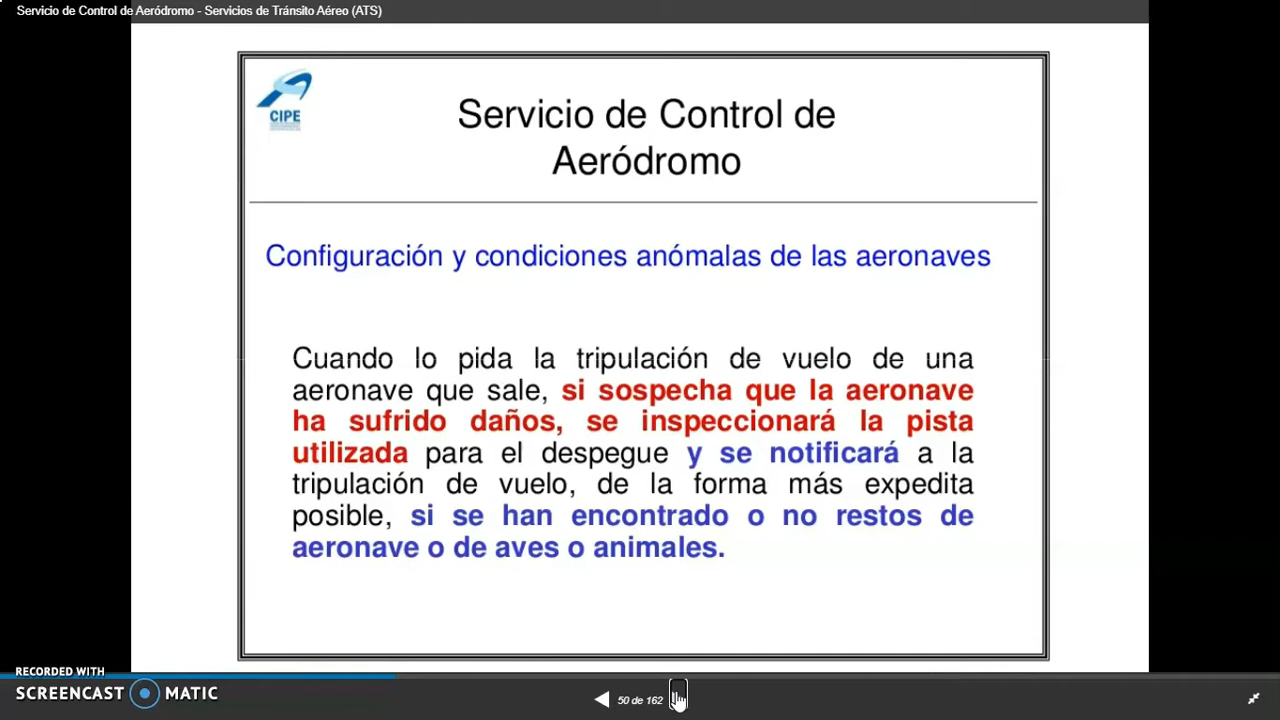 Servicio de Control de Aeródromo - Servicios de Tránsito Aéreo (ATS)
CIPE
Servicio de Control de
Aeródromo
Configuración y condiciones anómalas de las aeronaves
Cuando lo pida la tripulación de vuelo de una
aeronave que sale, si sospecha que la aeronave
ha sufrido daños, se inspeccionará la pista
utilizada para el despegue y se notificará a la
tripulación de vuelo, de la forma más expedita
posible, si se han encontrado o no restos de
aeronave o de aves o animales.
RECORDED WITH
SCREENCAST MATIC
50 de 162